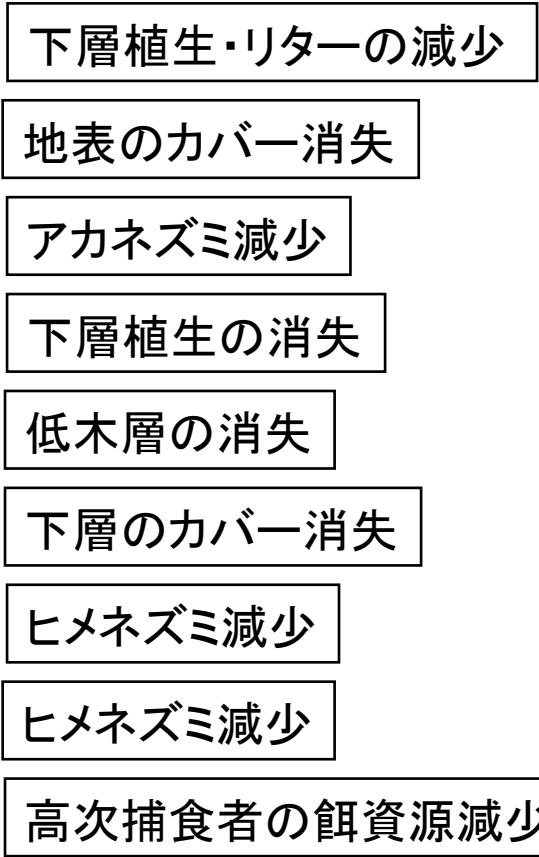 下層植生・リターの減少
地表のカバー消失
アカネズミ減少
下層植生の消失
低木層の消失
下層のカバー消失
ヒメネズミ減少
ヒメネズミ減少
高次捕食者の餌資源減少